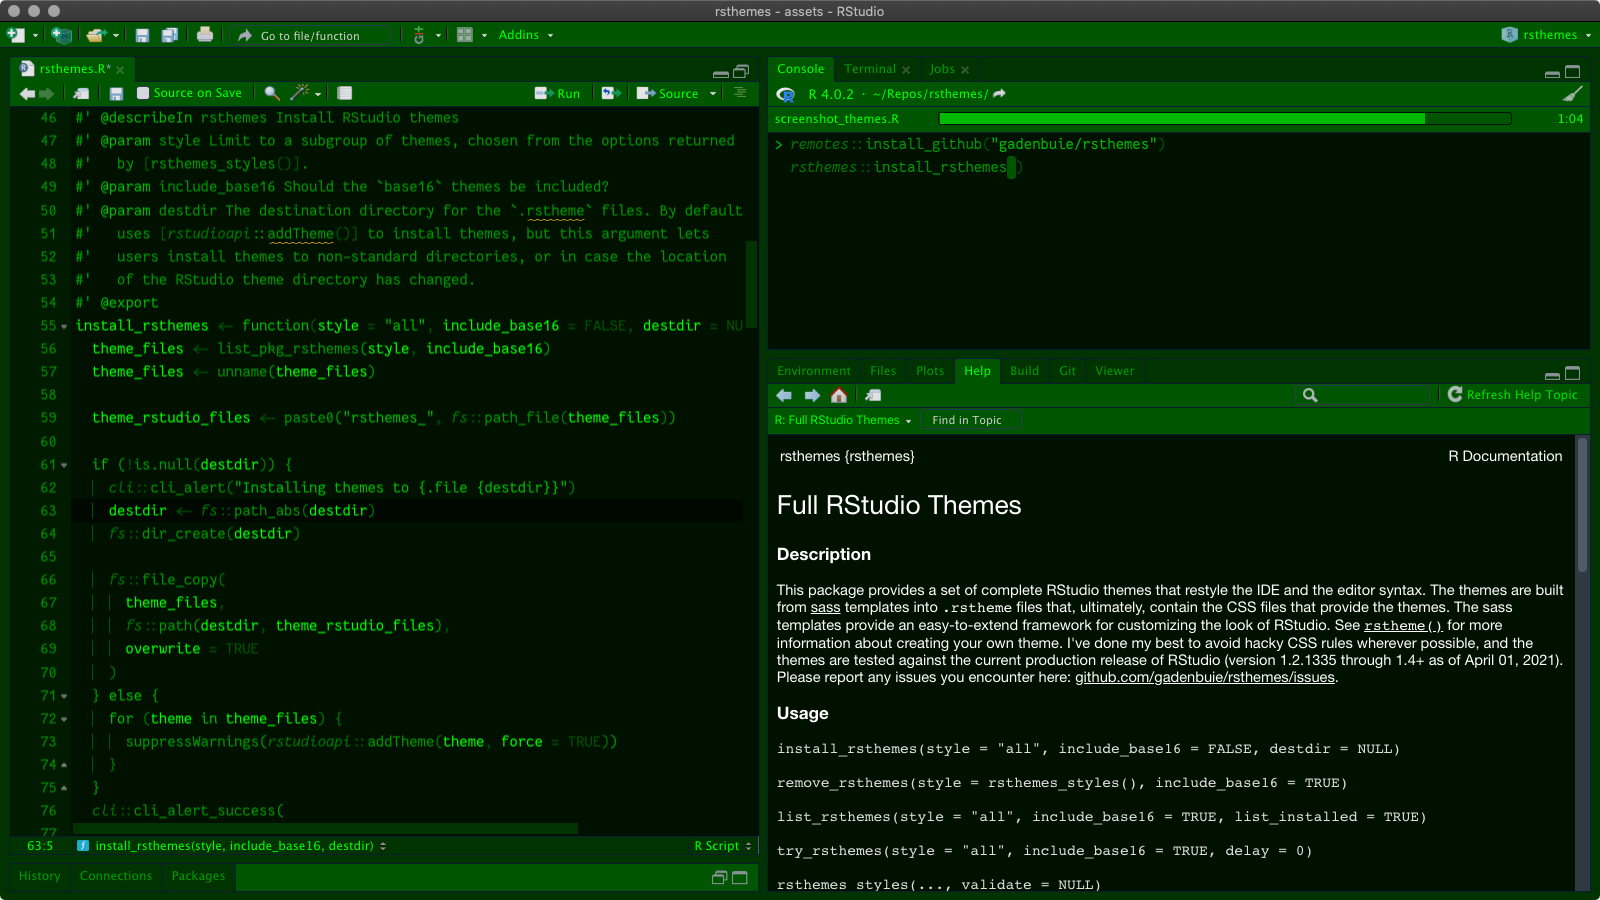 rsthemes - assets - RStudio
Go to file/function
Addins
rsthemes
rsthemes.R*
Source on Save
Run
Source
46 #' @describeIn rsthemes Install RStudio themes
47 #' @param style Limit to a subgroup of themes, chosen from the options returned
48 #'   by [rsthemes_styles()].
49 #' @param include_base16 Should the `base16` themes be included?
50 #' @param destdir The destination directory for the `.rstheme` files. By default
51 #'   uses [rstudioapi::addTheme()] to install themes, but this argument lets
52 #'   users install themes to non-standard directories, or in case the location
53 #'   of the RStudio theme directory has changed.
54 #' @export
55 install_rsthemes <- function(style = "all", include_base16 = FALSE, destdir = NU
56   theme_files <- list_pkg_rsthemes(style, include_base16)
57   theme_files <- unname(theme_files)
58
59   theme_rstudio_files <- paste0("rsthemes_", fs::path_file(theme_files))
60
61   if (!is.null(destdir)) {
62     cli::cli_alert("Installing themes to {.file {destdir}}")
63     destdir <- fs::path_abs(destdir)
64     fs::dir_create(destdir)
65
66     fs::file_copy(
67       theme_files,
68       fs::path(destdir, theme_rstudio_files),
69       overwrite = TRUE
70     )
71   } else {
72     for (theme in theme_files) {
73       suppressWarnings(rstudioapi::addTheme(theme, force = TRUE))
74     }
75   }
76   cli::cli_alert_success(
77
63:5
install_rsthemes(style, include_base16, destdir)
R Script
History
Connections
Packages
Console
Terminal
Jobs
R 4.0.2 · ~/Repos/rsthemes/
screenshot_themes.R
1:04
> remotes::install_github("gadenbuie/rsthemes")
rsthemes::install_rsthemes()
Environment
Files
Plots
Help
Build
Git
Viewer
Refresh Help Topic
R: Full RStudio Themes
Find in Topic
rsthemes {rsthemes}
R Documentation
Full RStudio Themes
Description
This package provides a set of complete RStudio themes that restyle the IDE and the editor syntax. The themes are built
from sass templates into .rstheme files that, ultimately, contain the CSS files that provide the themes. The sass
templates provide an easy-to-extend framework for customizing the look of RStudio. See rstheme() for more
information about creating your own theme. I've done my best to avoid hacky CSS rules wherever possible, and the
themes are tested against the current production release of RStudio (version 1.2.1335 through 1.4+ as of April 01, 2021).
Please report any issues you encounter here: github.com/gadenbuie/rsthemes/issues.
Usage
install_rsthemes(style = "all", include_base16 = FALSE, destdir = NULL)
remove_rsthemes(style = rsthemes_styles(), include_base16 = TRUE)
list_rsthemes(style = "all", include_base16 = TRUE, list_installed = TRUE)
try_rsthemes(style = "all", include_base16 = TRUE, delay = 0)
rsthemes_styles(..., validate = NULL)